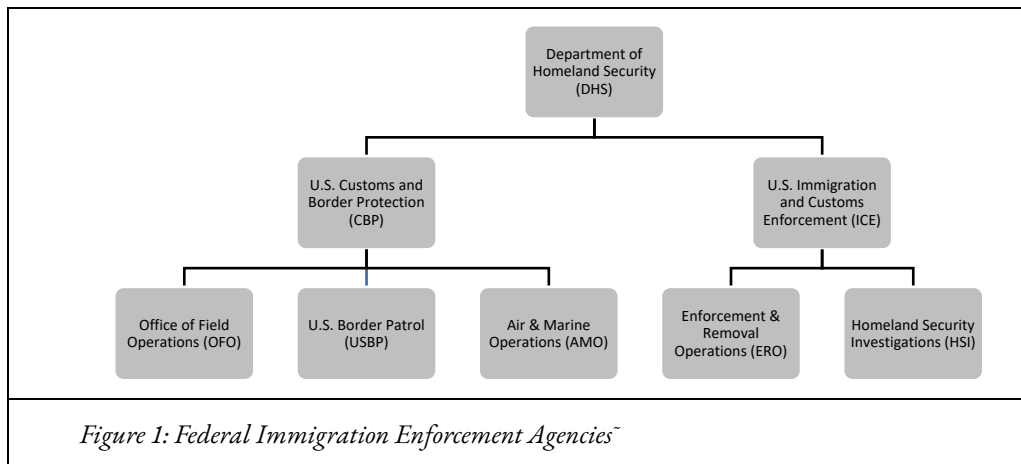 Department of
Homeland Security
(DHS)
U.S. Customs and
Border Protection
(CBP)
U.S. Immigration
and Customs
Enforcement (ICE)
Office of Field
Operations (OFO)
U.S. Border Patrol
(USBP)
Air & Marine
Operations (AMO)
Enforcement &
Removal
Operations (ERO)
Homeland Security
Investigations (HSI)
Figure 1: Federal Immigration Enforcement Agencies˜